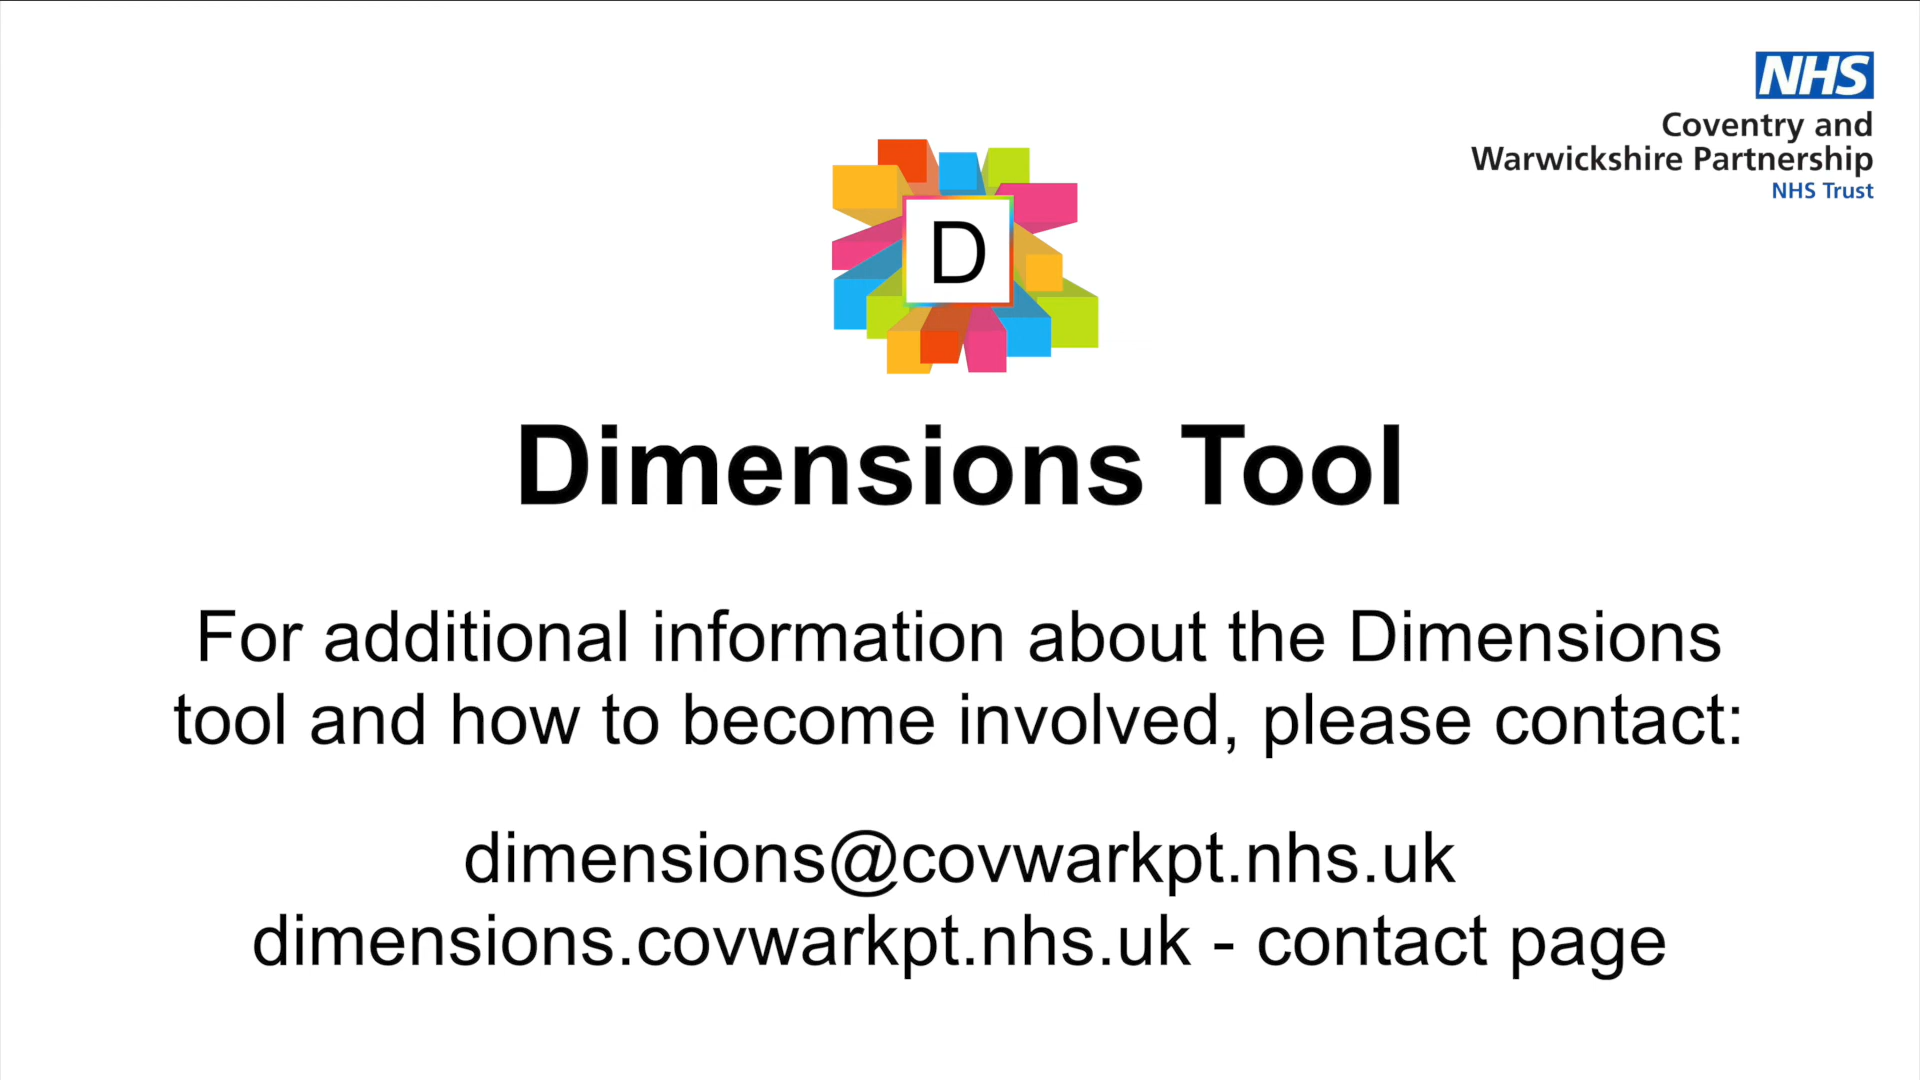 NHS
Coventry and
Warwickshire Partnership
NHS Trust
D
Dimensions Tool
For additional information about the Dimensions
tool and how to become involved, please contact:
dimensions@covwarkpt.nhs.uk
dimensions.covwarkpt.nhs.uk - contact page